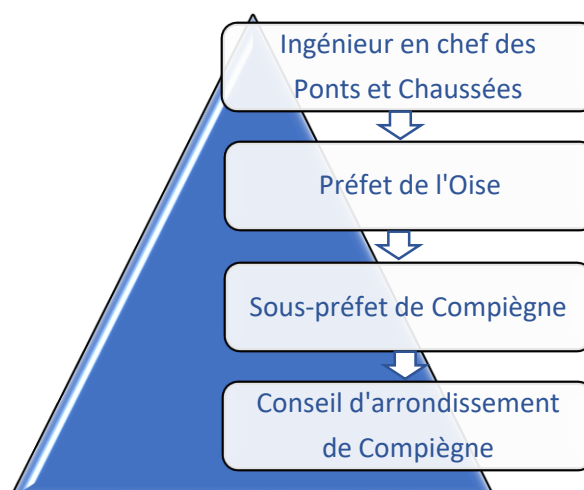 Ingénieur en chef des
Ponts et Chaussées
Préfet de l'Oise
Sous-préfet de Compiègne
Conseil d'arrondissement
de Compiègne